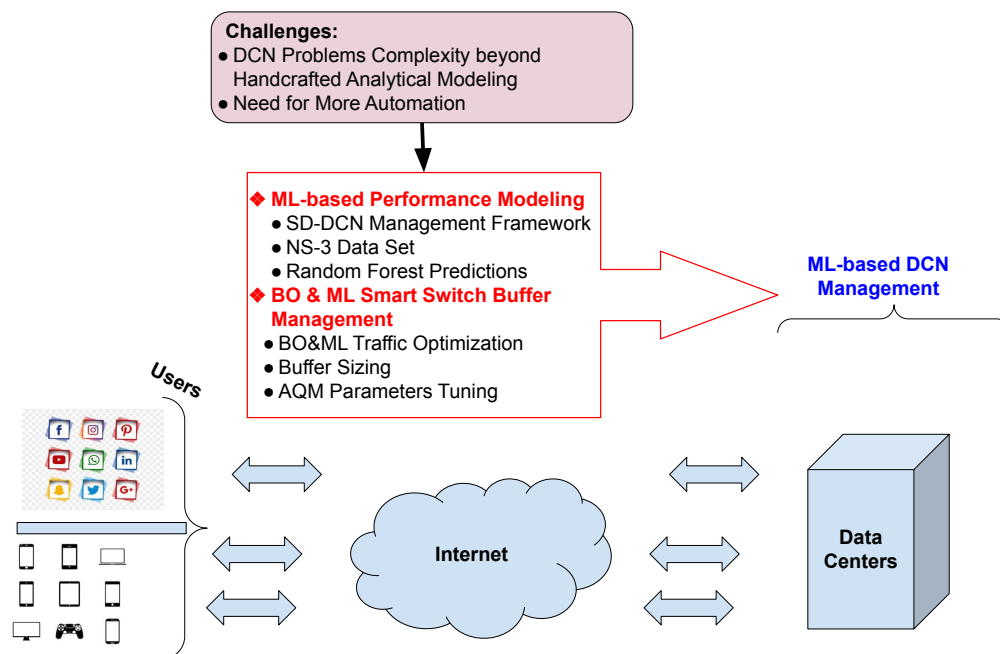 Challenges:
● DCN Problems Complexity beyond
Handcrafted Analytical Modeling
● Need for More Automation
❖ ML-based Performance Modeling
● SD-DCN Management Framework
● NS-3 Data Set
● Random Forest Predictions
❖ BO & ML Smart Switch Buffer
Management
● BO&ML Traffic Optimization
● Buffer Sizing
● AQM Parameters Tuning
ML-based DCN
Management
Users
f
in
G+
Internet
Data
Centers